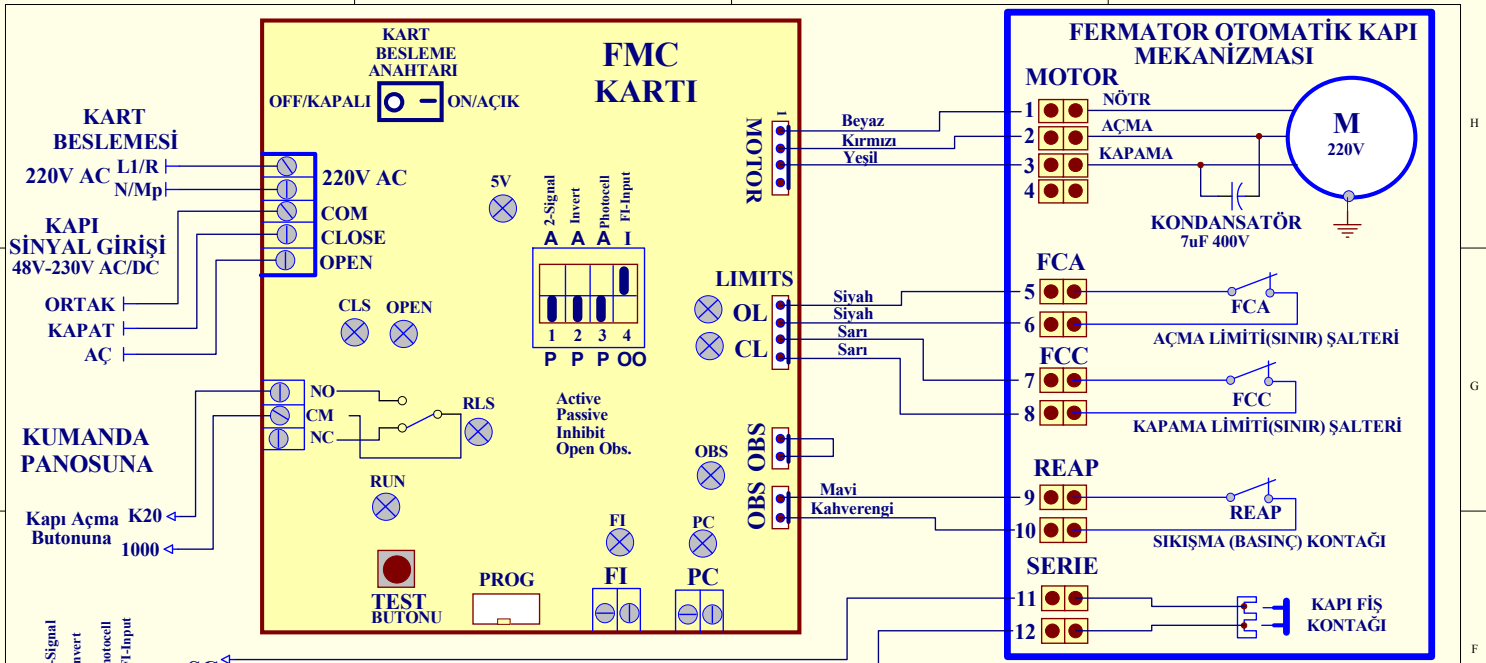 KART
BESLEME
ANAHTARI
OFF/KAPALI
ON/AÇIK
FMC
KARTI
KART
BESLEMESİ
220V AC
L1/R
N/Mp
KAPI
SİNYAL GİRİŞİ
48V-230V AC/DC
ORTAK
KAPAT
AÇ
220V AC
COM
CLOSE
OPEN
5V
2-Signal
Invert
Photocell
FI-Input
A A A I
1 2 3 4
P P P OO
Active
Passive
Inhibit
Open Obs.
CLS
OPEN
NO
CM
NC
RLS
RUN
KUMANDA
PANOSUNA
Kapı Açma
Butonuna
K20
1000
TEST
BUTONU
PROG
FI
FI
PC
PC
1
MOTOR
LIMITS
OL
CL
SBO
OBS
OBS
Beyaz
Kırmızı
Yeşil
Siyah
Siyah
Sarı
Sarı
Mavi
Kahverengi
FERMATOR OTOMATİK KAPI
MEKANİZMASI
MOTOR
1
NÖTR
2
AÇMA
3
KAPAMA
4
M
220V
KONDANSATÖR
7uF 400V
FCA
5
FCA
6
AÇMA LİMİTİ(SINIR) ŞALTERİ
FCC
7
FCC
8
KAPAMA LİMİTİ(SINIR) ŞALTERİ
REAP
9
REAP
10
SIKIŞMA (BASINÇ) KONTAĞI
SERIE
11
12
KAPI FİŞ
KONTAĞI
H
G
F
-Signal
nvert
hotocell
FI-Input